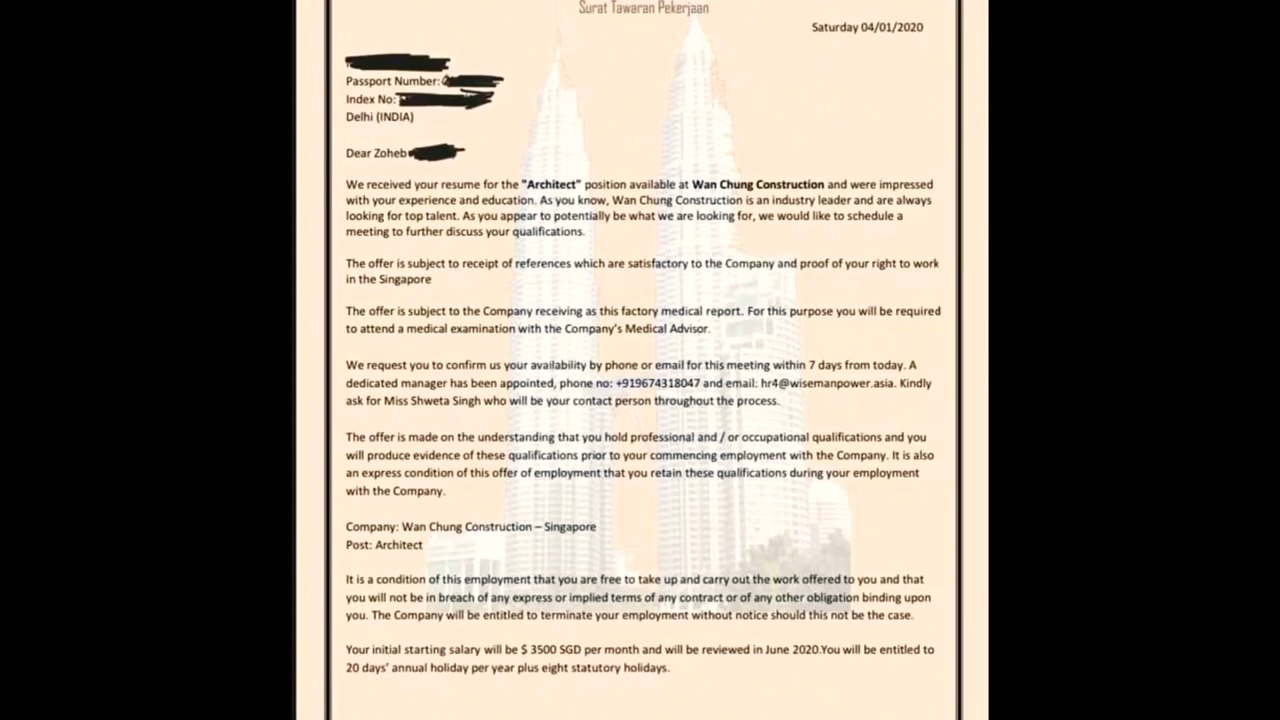 Surat Tawaran Pekerjaan
Saturday 04/01/2020
Passport Number:
Index No:
Delhi (INDIA)
Dear Zoheb
We received your resume for the "Architect" position available at Wan Chung Construction and were impressed
with your experience and education. As you know, Wan Chung Construction is an industry leader and are always
looking for top talent. As you appear to potentially be what we are looking for, we would like to schedule a
meeting to further discuss your qualifications.
The offer is subject to receipt of references which are satisfactory to the Company and proof of your right to work
in the Singapore
The offer is subject to the Company receiving as this factory medical report. For this purpose you will be required
to attend a medical examination with the Company's Medical Advisor.
We request you to confirm us your availability by phone or email for this meeting within 7 days from today. A
dedicated manager has been appointed, phone no: +919674318047 and email: hr4@wisemanpower.asia. Kindly
ask for Miss Shweta Singh who will be your contact person throughout the process.
The offer is made on the understanding that you hold professional and / or occupational qualifications and you
will produce evidence of these qualifications prior to your commencing employment with the Company. It is also
an express condition of this offer of employment that you retain these qualifications during your employment
with the Company.
Company: Wan Chung Construction – Singapore
Post: Architect
It is a condition of this employment that you are free to take up and carry out the work offered to you and that
you will not be in breach of any express or implied terms of any contract or of any other obligation binding upon
you. The Company will be entitled to terminate your employment without notice should this not be the case.
Your initial starting salary will be $ 3500 SGD per month and will be reviewed in June 2020.You will be entitled to
20 days' annual holiday per year plus eight statutory holidays.